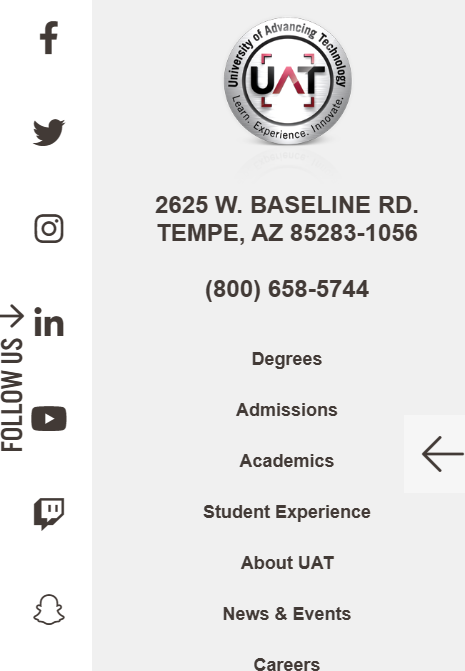 University of Advancing Technology
UAT
Learn. Experience. Innovate.
2625 W. BASELINE RD.
TEMPE, AZ 85283-1056
(800) 658-5744
Degrees
Admissions
Academics
Student Experience
About UAT
News & Events
Careers
FOLLOW US
in